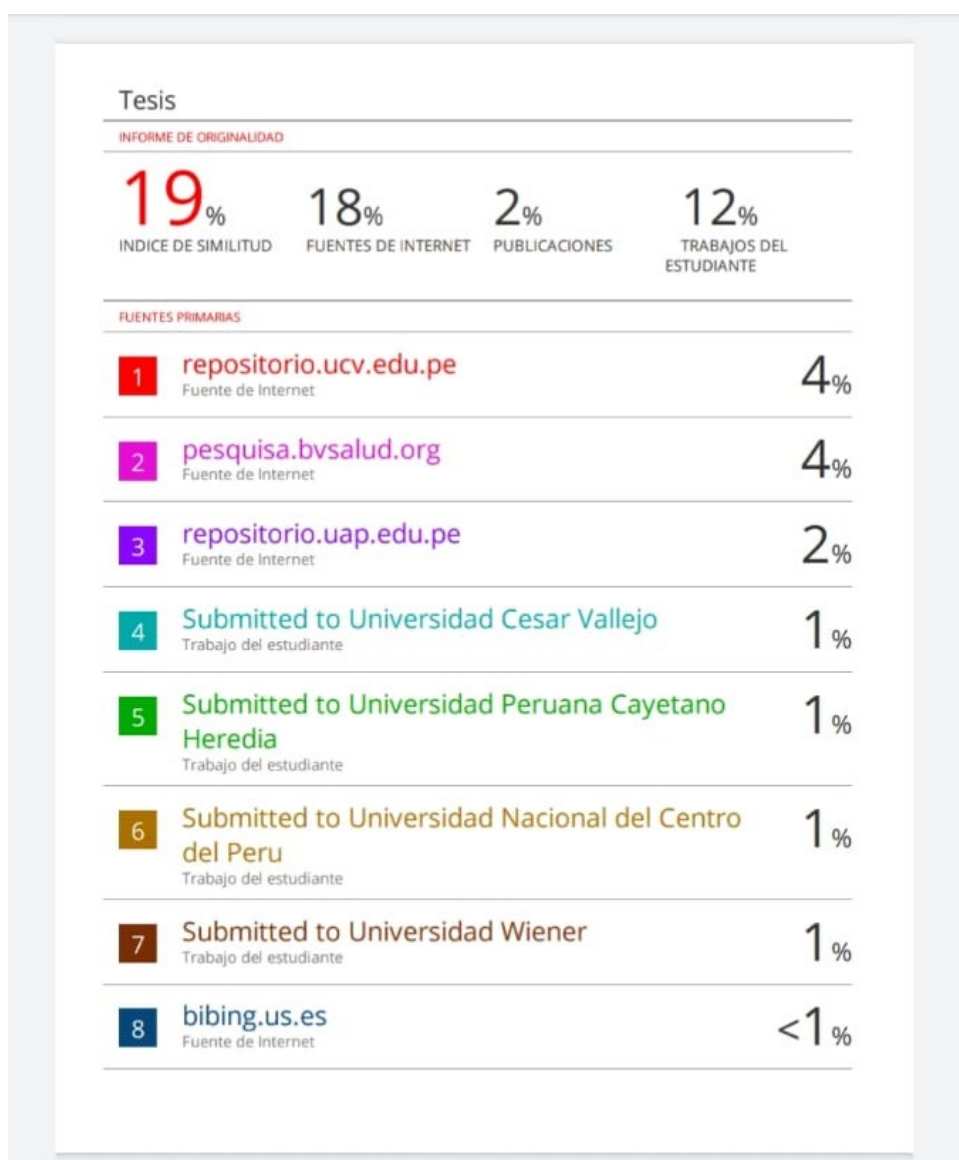 Tesis
INFORME DE ORIGINALIDAD
19% 18% 2% 12%
INDICE DE SIMILITUD FUENTES DE INTERNET PUBLICACIONES TRABAJOS DEL
ESTUDIANTE
FUENTES PRIMARIAS
1 repositorio.ucv.edu.pe 4%
Fuente de Internet
2 pesquisa.bvsalud.org 4%
Fuente de Internet
3 repositorio.uap.edu.pe 2%
Fuente de Internet
4 Submitted to Universidad Cesar Vallejo 1%
Trabajo del estudiante
5 Submitted to Universidad Peruana Cayetano 1%
Heredia
Trabajo del estudiante
6 Submitted to Universidad Nacional del Centro 1%
del Peru
Trabajo del estudiante
7 Submitted to Universidad Wiener 1%
Trabajo del estudiante
8 bibing.us.es <1%
Fuente de Internet